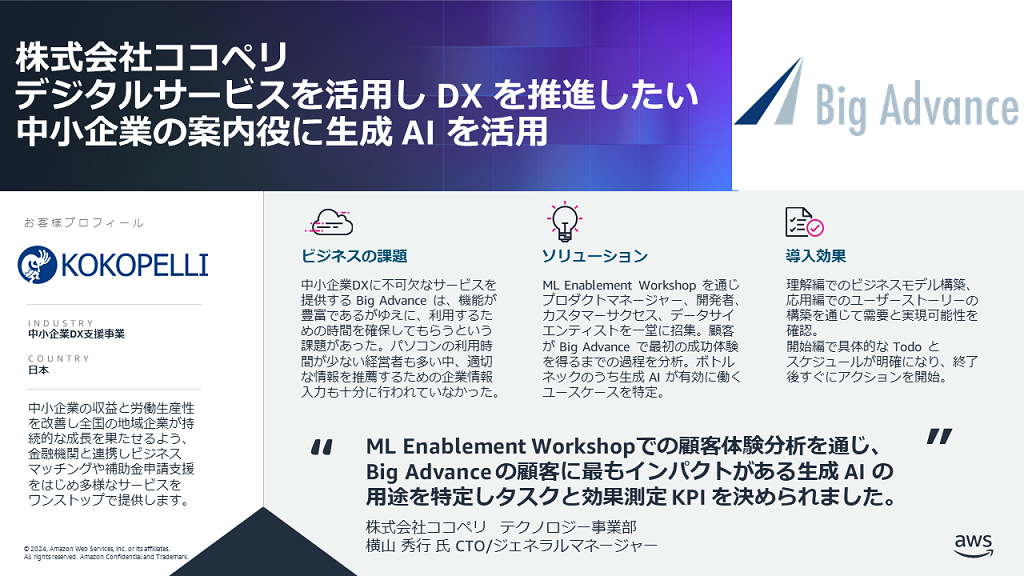 株式会社ココペリ
デジタルサービスを活用し DX を推進したい
中小企業の案内役に生成 AI を活用
Big Advance
お客様プロフィール
KOKOPELLI
INDUSTRY
中小企業DX支援事業
COUNTRY
日本
中小企業の収益と労働生産性
を改善し全国の地域企業が持
続的な成長を果たせるよう、
金融機関と連携しビジネス
マッチングや補助金申請支援
をはじめ多様なサービスを
ワンストップで提供します。
ビジネスの課題
中小企業DXに不可欠なサービスを
提供する Big Advance は、機能が
豊富であるがゆえに、利用するた
めの時間を確保してもらうという
課題があった。パソコンの利用時
間が少ない経営者も多い中、適切
な情報を推薦するための企業情報
入力も十分に行われていなかった。
ソリューション
ML Enablement Workshop を通じ
プロダクトマネージャー、開発者、
カスタマーサクセス、データサイ
エンティストを一堂に招集。顧客
が Big Advance で最初の成功体験
を得るまでの過程を分析。ボトル
ネックのうち生成 AI が有効に働く
ユースケースを特定。
導入効果
理解編でのビジネスモデル構築、
応用編でのユーザーストーリーの
構築を通じて需要と実現可能性を
確認。
開始編で具体的な Todo と
スケジュールが明確になり、終了
後すぐにアクションを開始。
“ ML Enablement Workshopでの顧客体験分析を通じ、 ”
Big Advanceの顧客に最もインパクトがある生成 AI の
用途を特定しタスクと効果測定 KPI を決められました。
株式会社ココペリ テクノロジー事業部
横山 秀行 氏 CTO/ジェネラルマネージャー
© 2024, Amazon Web Services, Inc. or its affiliates.
All rights reserved. Amazon Confidential and Trademark.
aws